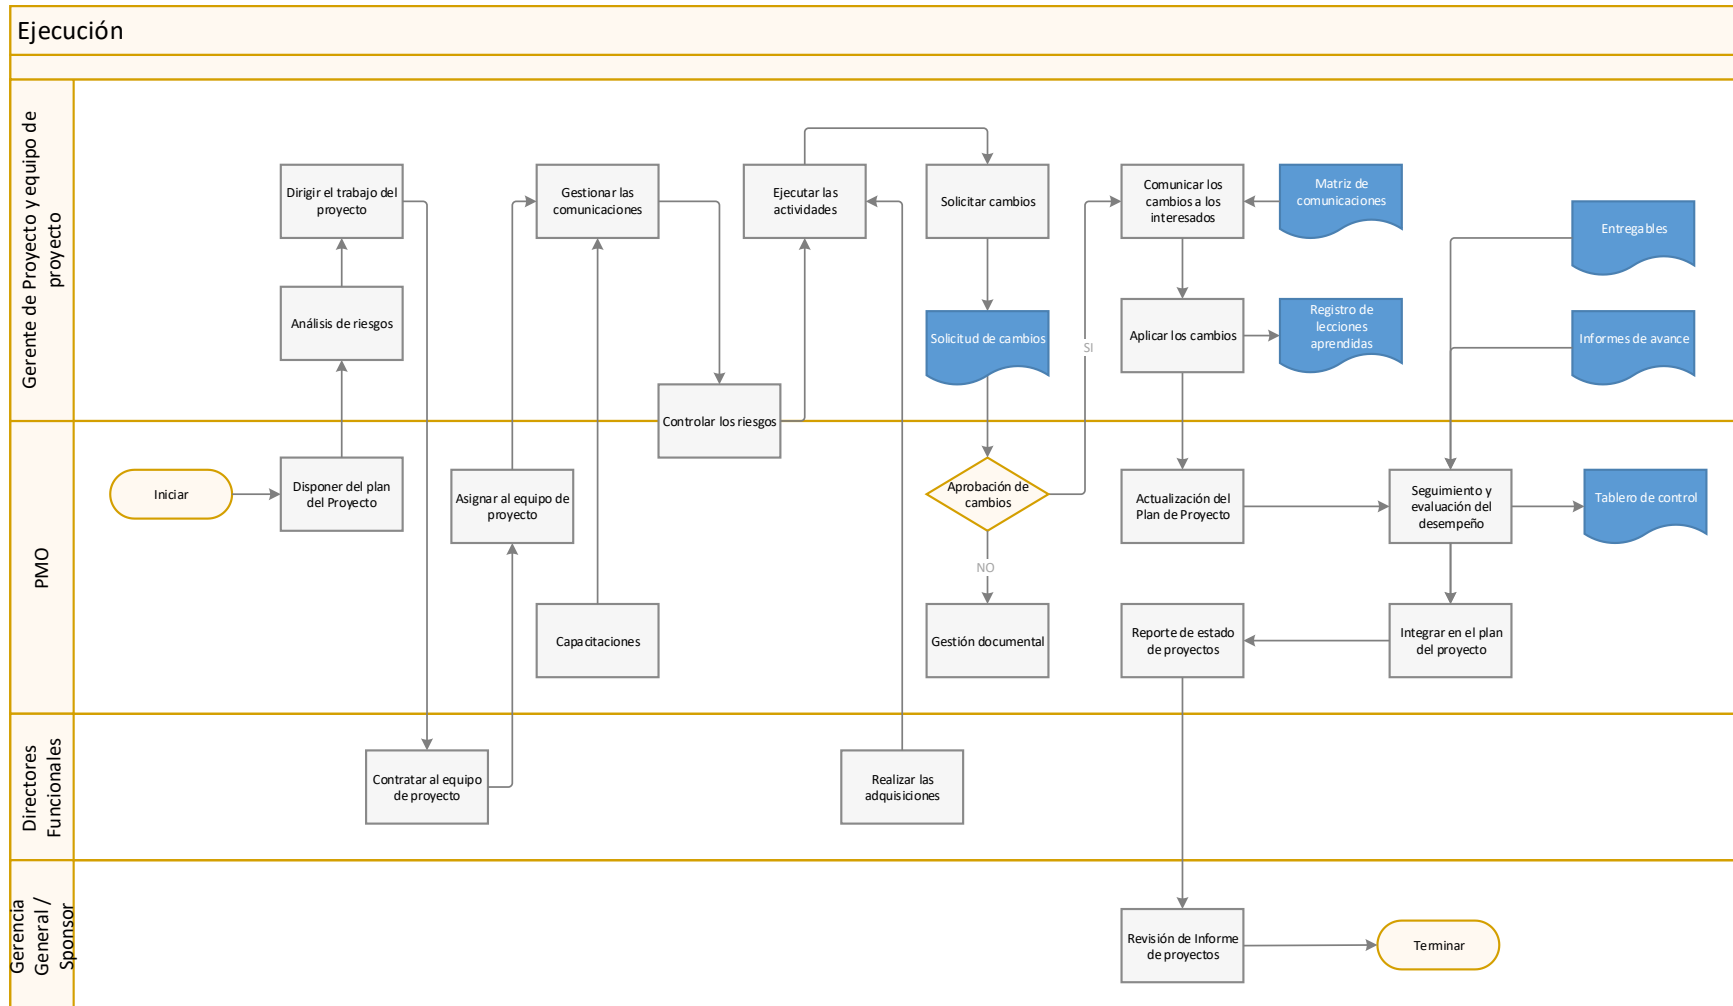 Ejecución
Gerente de Proyecto y equipo de
proyecto
Dirigir el trabajo del
proyecto
Gestionar las
comunicaciones
Ejecutar las
actividades
Solicitar cambios
Comunicar los
cambios a los
interesados
Matriz de
comunicaciones
Entregables
Análisis de riesgos
Solicitud de cambios
SI
Aplicar los cambios
Registro de
lecciones
aprendidas
Informes de avance
Controlar los riesgos
PMO
Iniciar
Disponer del plan
del Proyecto
Asignar al equipo de
proyecto
Aprobación de
cambios
Actualización del
Plan de Proyecto
Seguimiento y
evaluación del
desempeño
Tablero de control
NO
Capacitaciones
Gestión documental
Reporte de estado
de proyectos
Integrar en el plan
del proyecto
Directores
Funcionales
Contratar al equipo
de proyecto
Realizar las
adquisiciones
Gerencia
General /
Sponsor
Revisión de Informe
de proyectos
Terminar